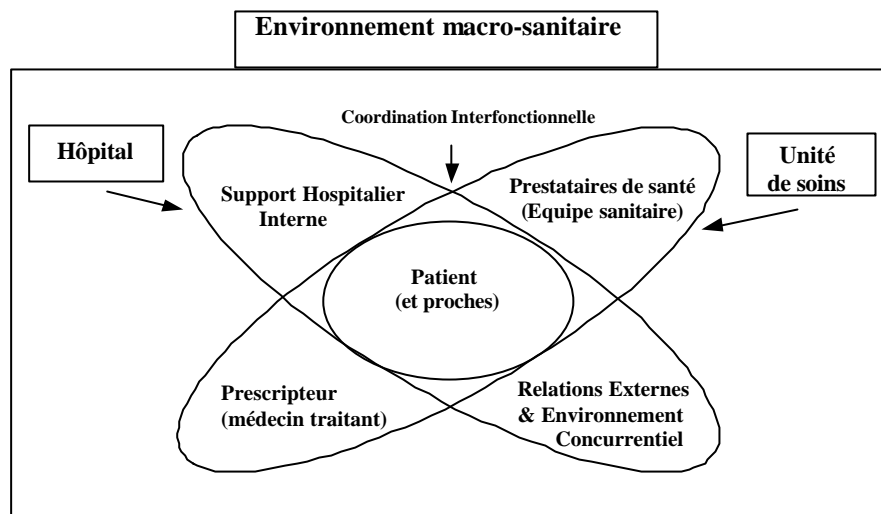 Environnement macro-sanitaire
Coordination Interfonctionnelle
Hôpital
Unité
de soins
Support Hospitalier
Interne
Prestataires de santé
(Equipe sanitaire)
Patient
(et proches)
Prescripteur
(médecin traitant)
Relations Externes
& Environnement
Concurrentiel